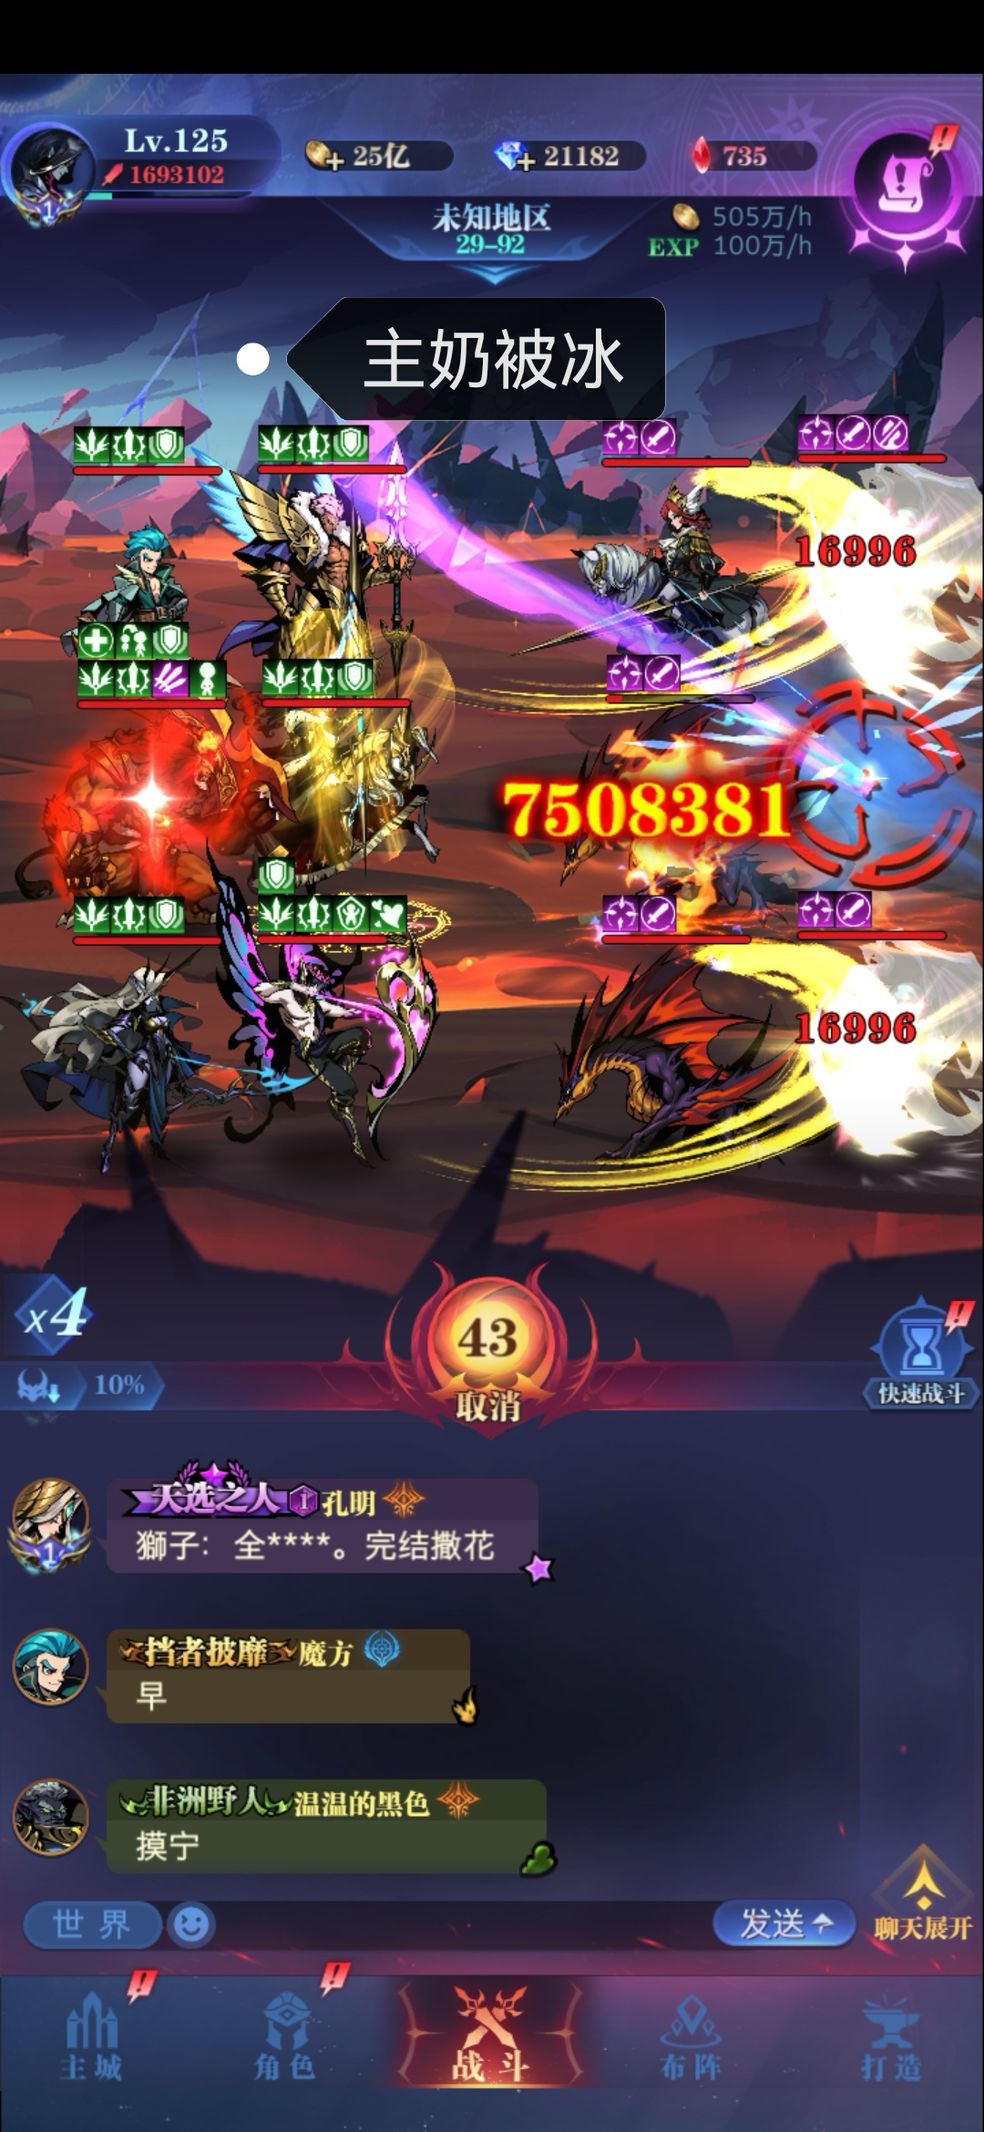 Lv.125
25亿
21182
735
1693102
1
未知地区
29-92
505万/h
EXP 100万/h
主奶被冰
16996
7508381
16996
x4
43
取消
10%
快速战斗
天选之人 1 孔明
獅子：全****。完结撒花
1
挡者披靡 魔方
早
非洲野人 温温的黑色
摸宁
世界
发送
聊天展开
主城
角色
战斗
布阵
打造